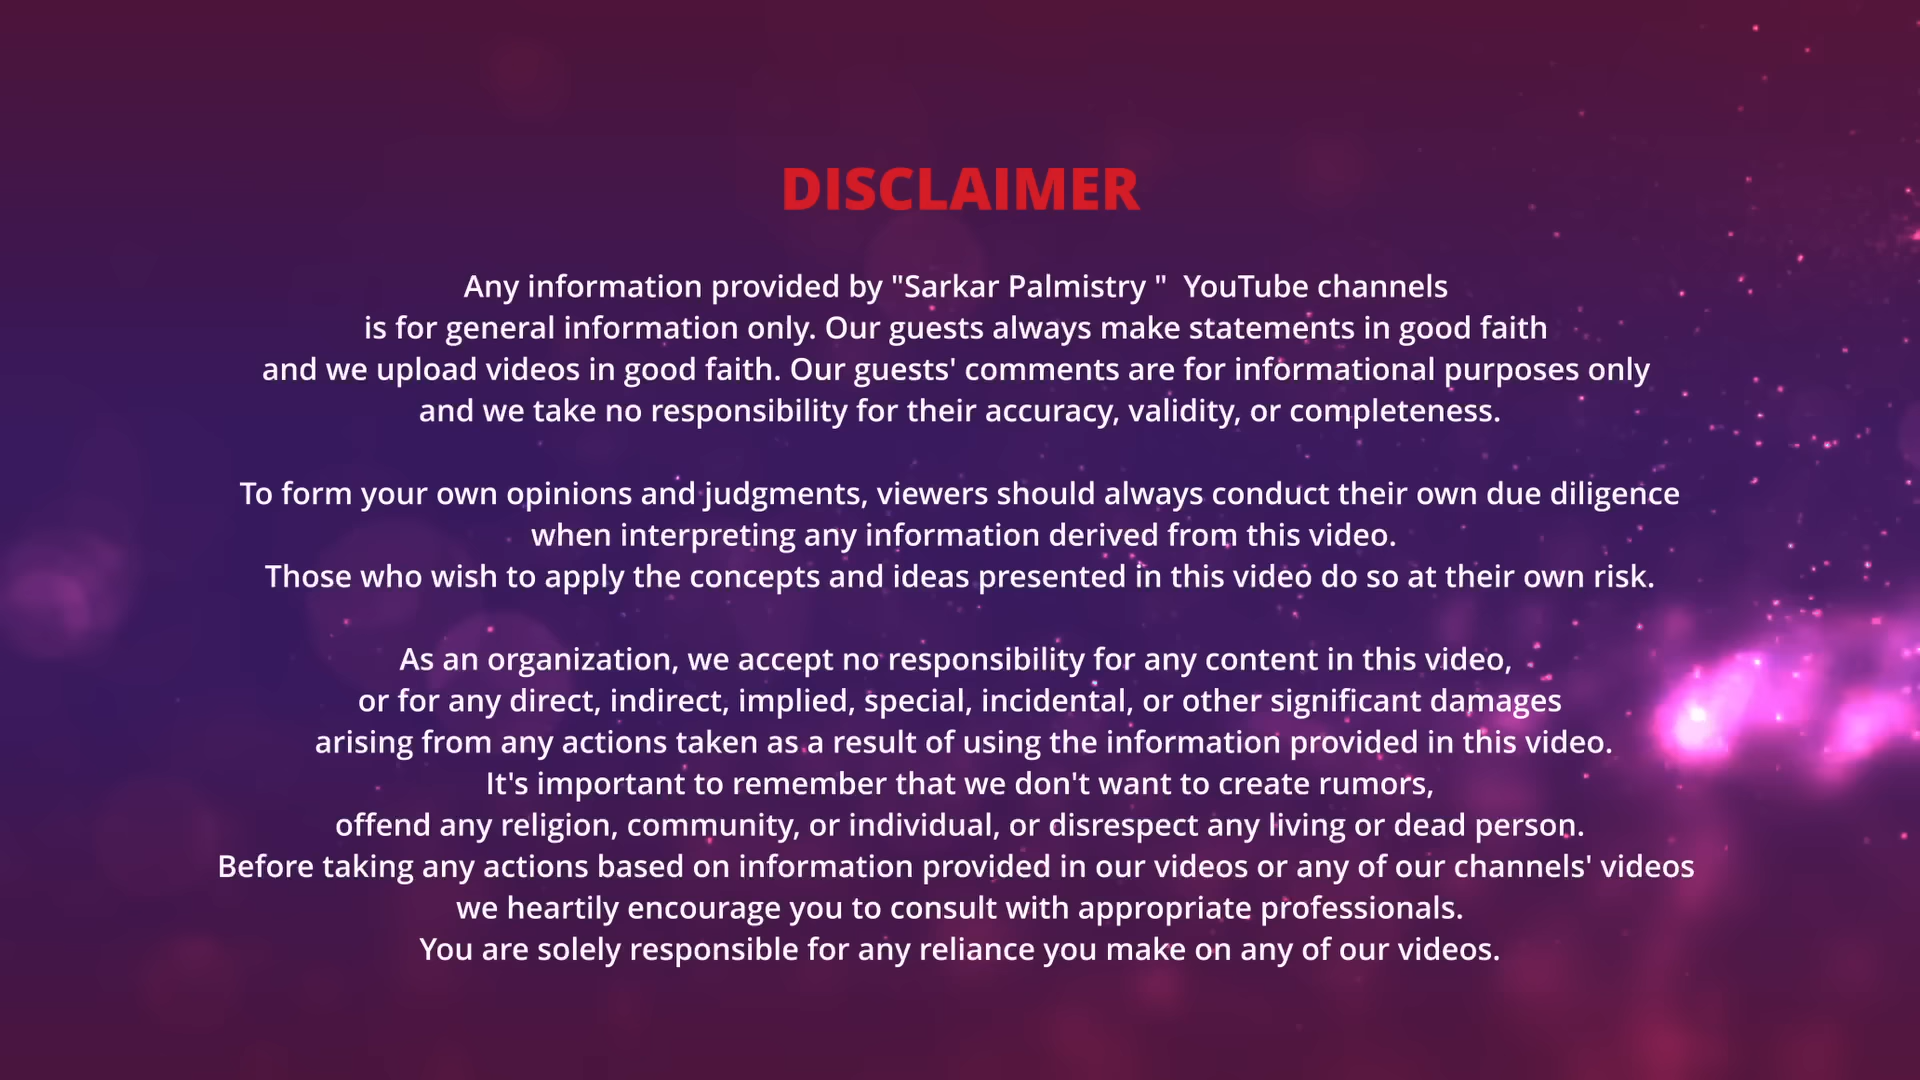 DISCLAIMER
Any information provided by "Sarkar Palmistry "  YouTube channels
is for general information only. Our guests always make statements in good faith
and we upload videos in good faith. Our guests' comments are for informational purposes only
and we take no responsibility for their accuracy, validity, or completeness.
To form your own opinions and judgments, viewers should always conduct their own due diligence
when interpreting any information derived from this video.
Those who wish to apply the concepts and ideas presented in this video do so at their own risk.
As an organization, we accept no responsibility for any content in this video,
or for any direct, indirect, implied, special, incidental, or other significant damages
arising from any actions taken as a result of using the information provided in this video.
It's important to remember that we don't want to create rumors,
offend any religion, community, or individual, or disrespect any living or dead person.
Before taking any actions based on information provided in our videos or any of our channels' videos
we heartily encourage you to consult with appropriate professionals.
You are solely responsible for any reliance you make on any of our videos.